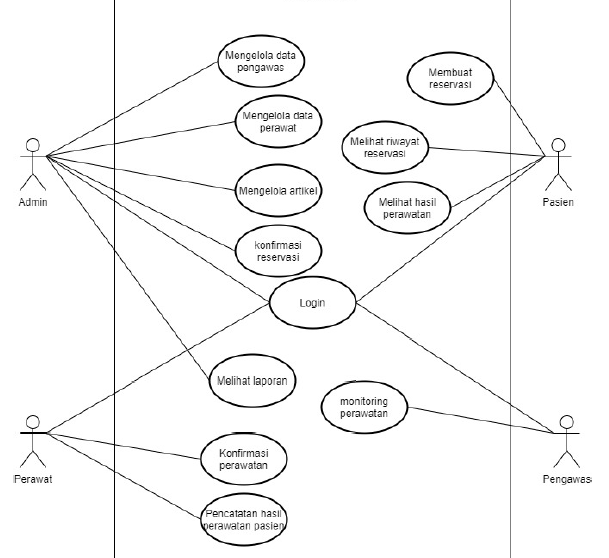 Mengelola data
pengawas
Membuat
reservasi
Mengelola data
perawat
Melihat riwayat
reservasi
Admin
Mengelola artikel
Melihat hasil
perawatan
Pasien
konfirmasi
reservasi
Login
Melihat laporan
monitoring
perawatan
Perawat
Konfirmasi
perawatan
Pengawas
Pencatatan hasil
perawatan pasien